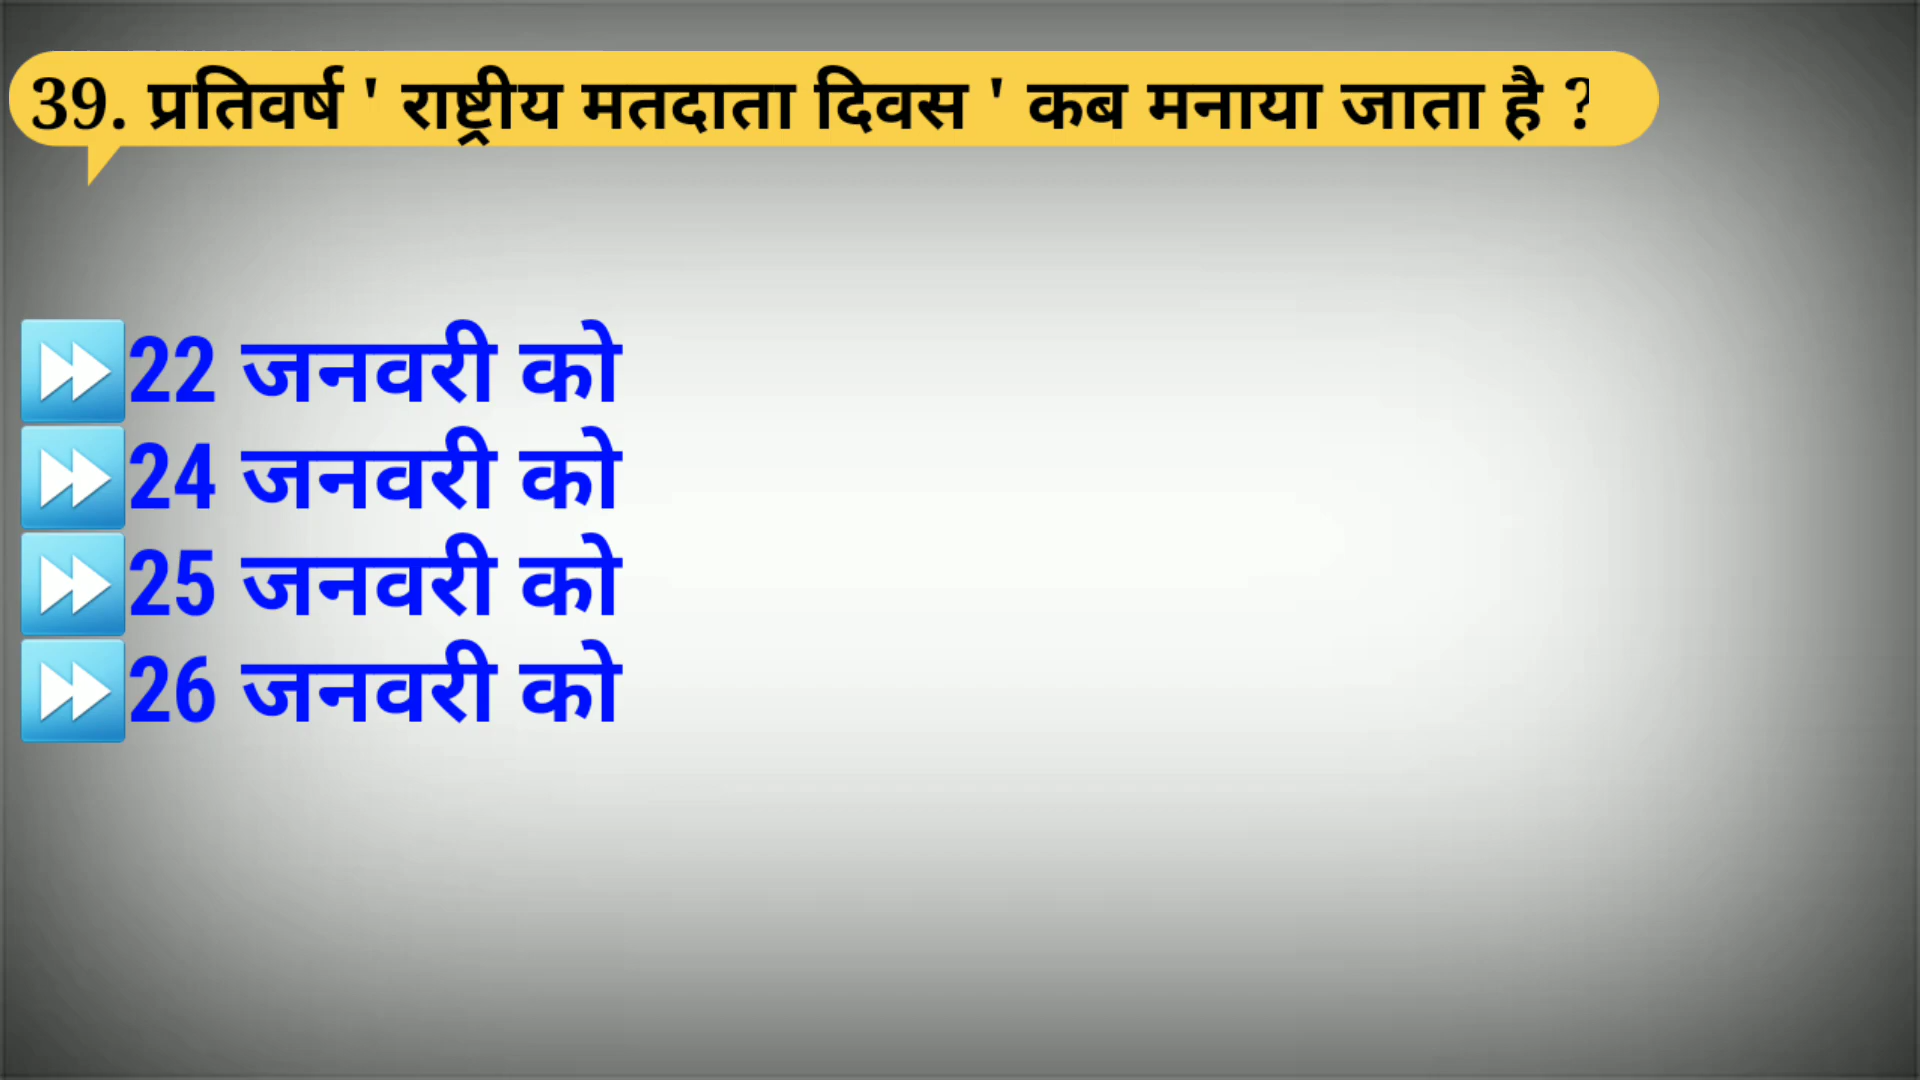 39. प्रतिवर्ष ' राष्ट्रीय मतदाता दिवस ' कब मनाया जाता है ?
⏩22 जनवरी को
⏩24 जनवरी को
⏩25 जनवरी को
⏩26 जनवरी को